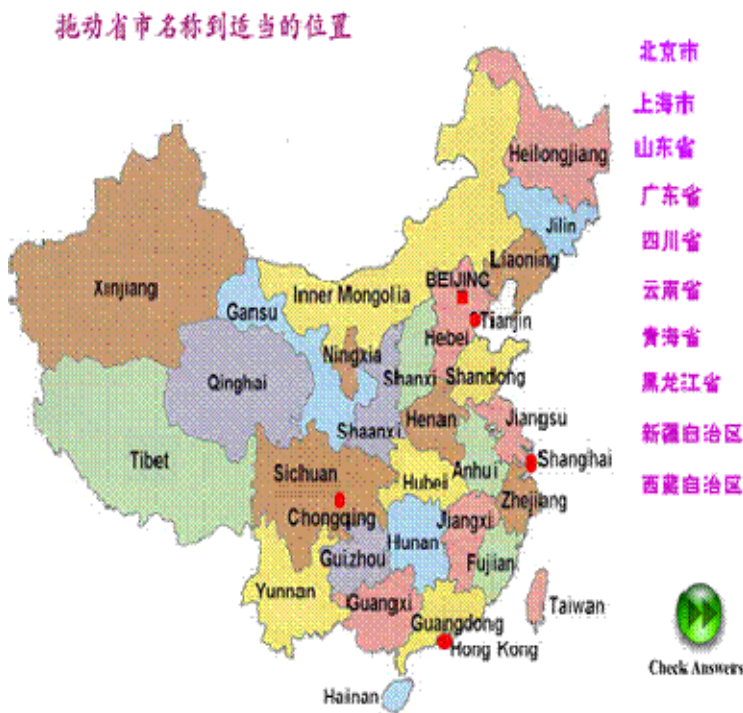 拖动省市名称到适当的位置
北京市
上海市
山东省
广东省
四川省
云南省
青海省
黑龙江省
新疆自治区
西藏自治区
Heilongjiang
Jilin
Liaoning
BEIJING
Xinjiang
Inner Mongolia
Gansu
Tianjin
Hebei
Ningxia
Qinghai
Shanxi
Shandong
Henan
Jiangsu
Shaanxi
Tibet
Shanghai
Sichuan
Anhui
Hubei
Zhejiang
Chongqing
Jiangxi
Hunan
Guizhou
Fujian
Yunnan
Guangxi
Taiwan
Guangdong
Hong Kong
Hainan
Check Answers